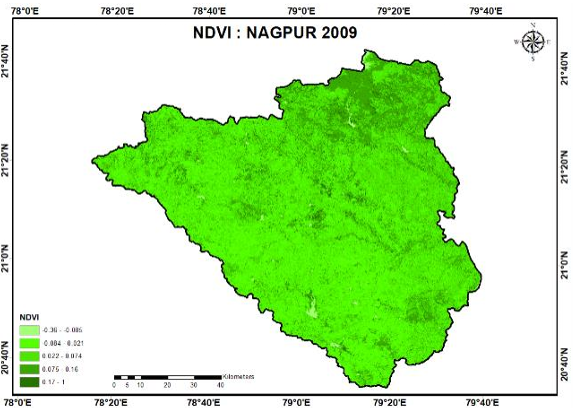 78°0'E 78°20'E 78°40'E 79°0'E 79°20'E 79°40'E
NDVI : NAGPUR 2009
N
W E
S
21°40'N 21°40'N
21°20'N 21°20'N
21°0'N 21°0'N
20°40'N 20°40'N
NDVI
-0.36 - -0.085
-0.084 - 0.021
0.022 - 0.074
0.075 - 0.16
0.17 - 1
Kilometers
0 5 10 20 30 40
78°0'E 78°20'E 78°40'E 79°0'E 79°20'E 79°40'E